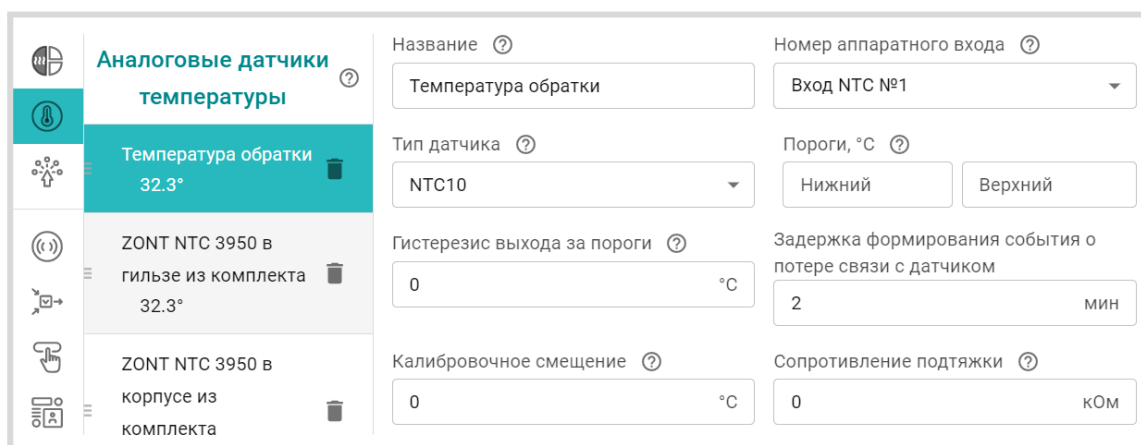 Аналоговые датчики
температуры
Температура обратки
32.3°
ZONT NTC 3950 в
гильзе из комплекта
32.3°
ZONT NTC 3950 в
корпусе из
комплекта
Название
Температура обратки
Номер аппаратного входа
Вход NTC №1
Тип датчика
NTC10
Пороги, °C
Нижний
Верхний
Гистерезис выхода за пороги
0 °C
Задержка формирования события о
потере связи с датчиком
2 мин
Калибровочное смещение
0 °C
Сопротивление подтяжки
0 кОм